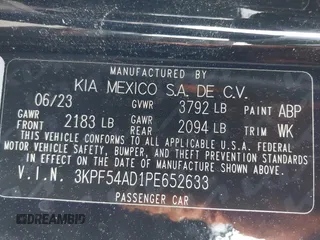 MANUFACTURED BY
KIA MEXICO S.A. DE C.V.
06/23 GVWR 3792 LB PAINT ABP
GAWR FRONT 2183 LB GAWR REAR 2094 LB TRIM WK
THIS VEHICLE CONFORMS TO ALL APPLICABLE U.S.A. FEDERAL
MOTOR VEHICLE SAFETY, BUMPER, AND THEFT
PREVENTION STANDARDS IN EFFECT ON THE DATE OF
MANUFACTURE SHOWN ABOVE.
V.I.N. 3KPF54AD1PE652633
PASSENGER CAR
DREAMBID